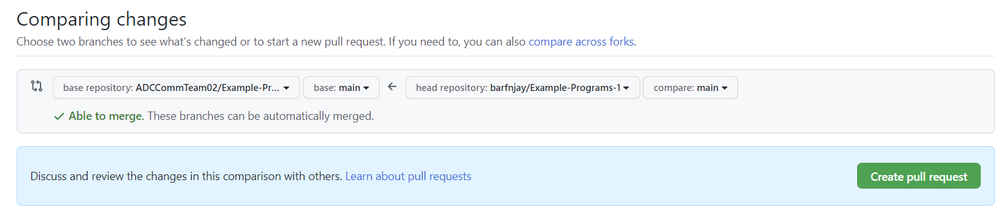 Comparing changes
Choose two branches to see what's changed or to start a new pull request. If you need to, you can also compare across forks.
base repository: ADCCommTeam02/Example-Pr... base: main head repository: barfnjay/Example-Programs-1 compare: main
Able to merge. These branches can be automatically merged.
Discuss and review the changes in this comparison with others. Learn about pull requests Create pull request